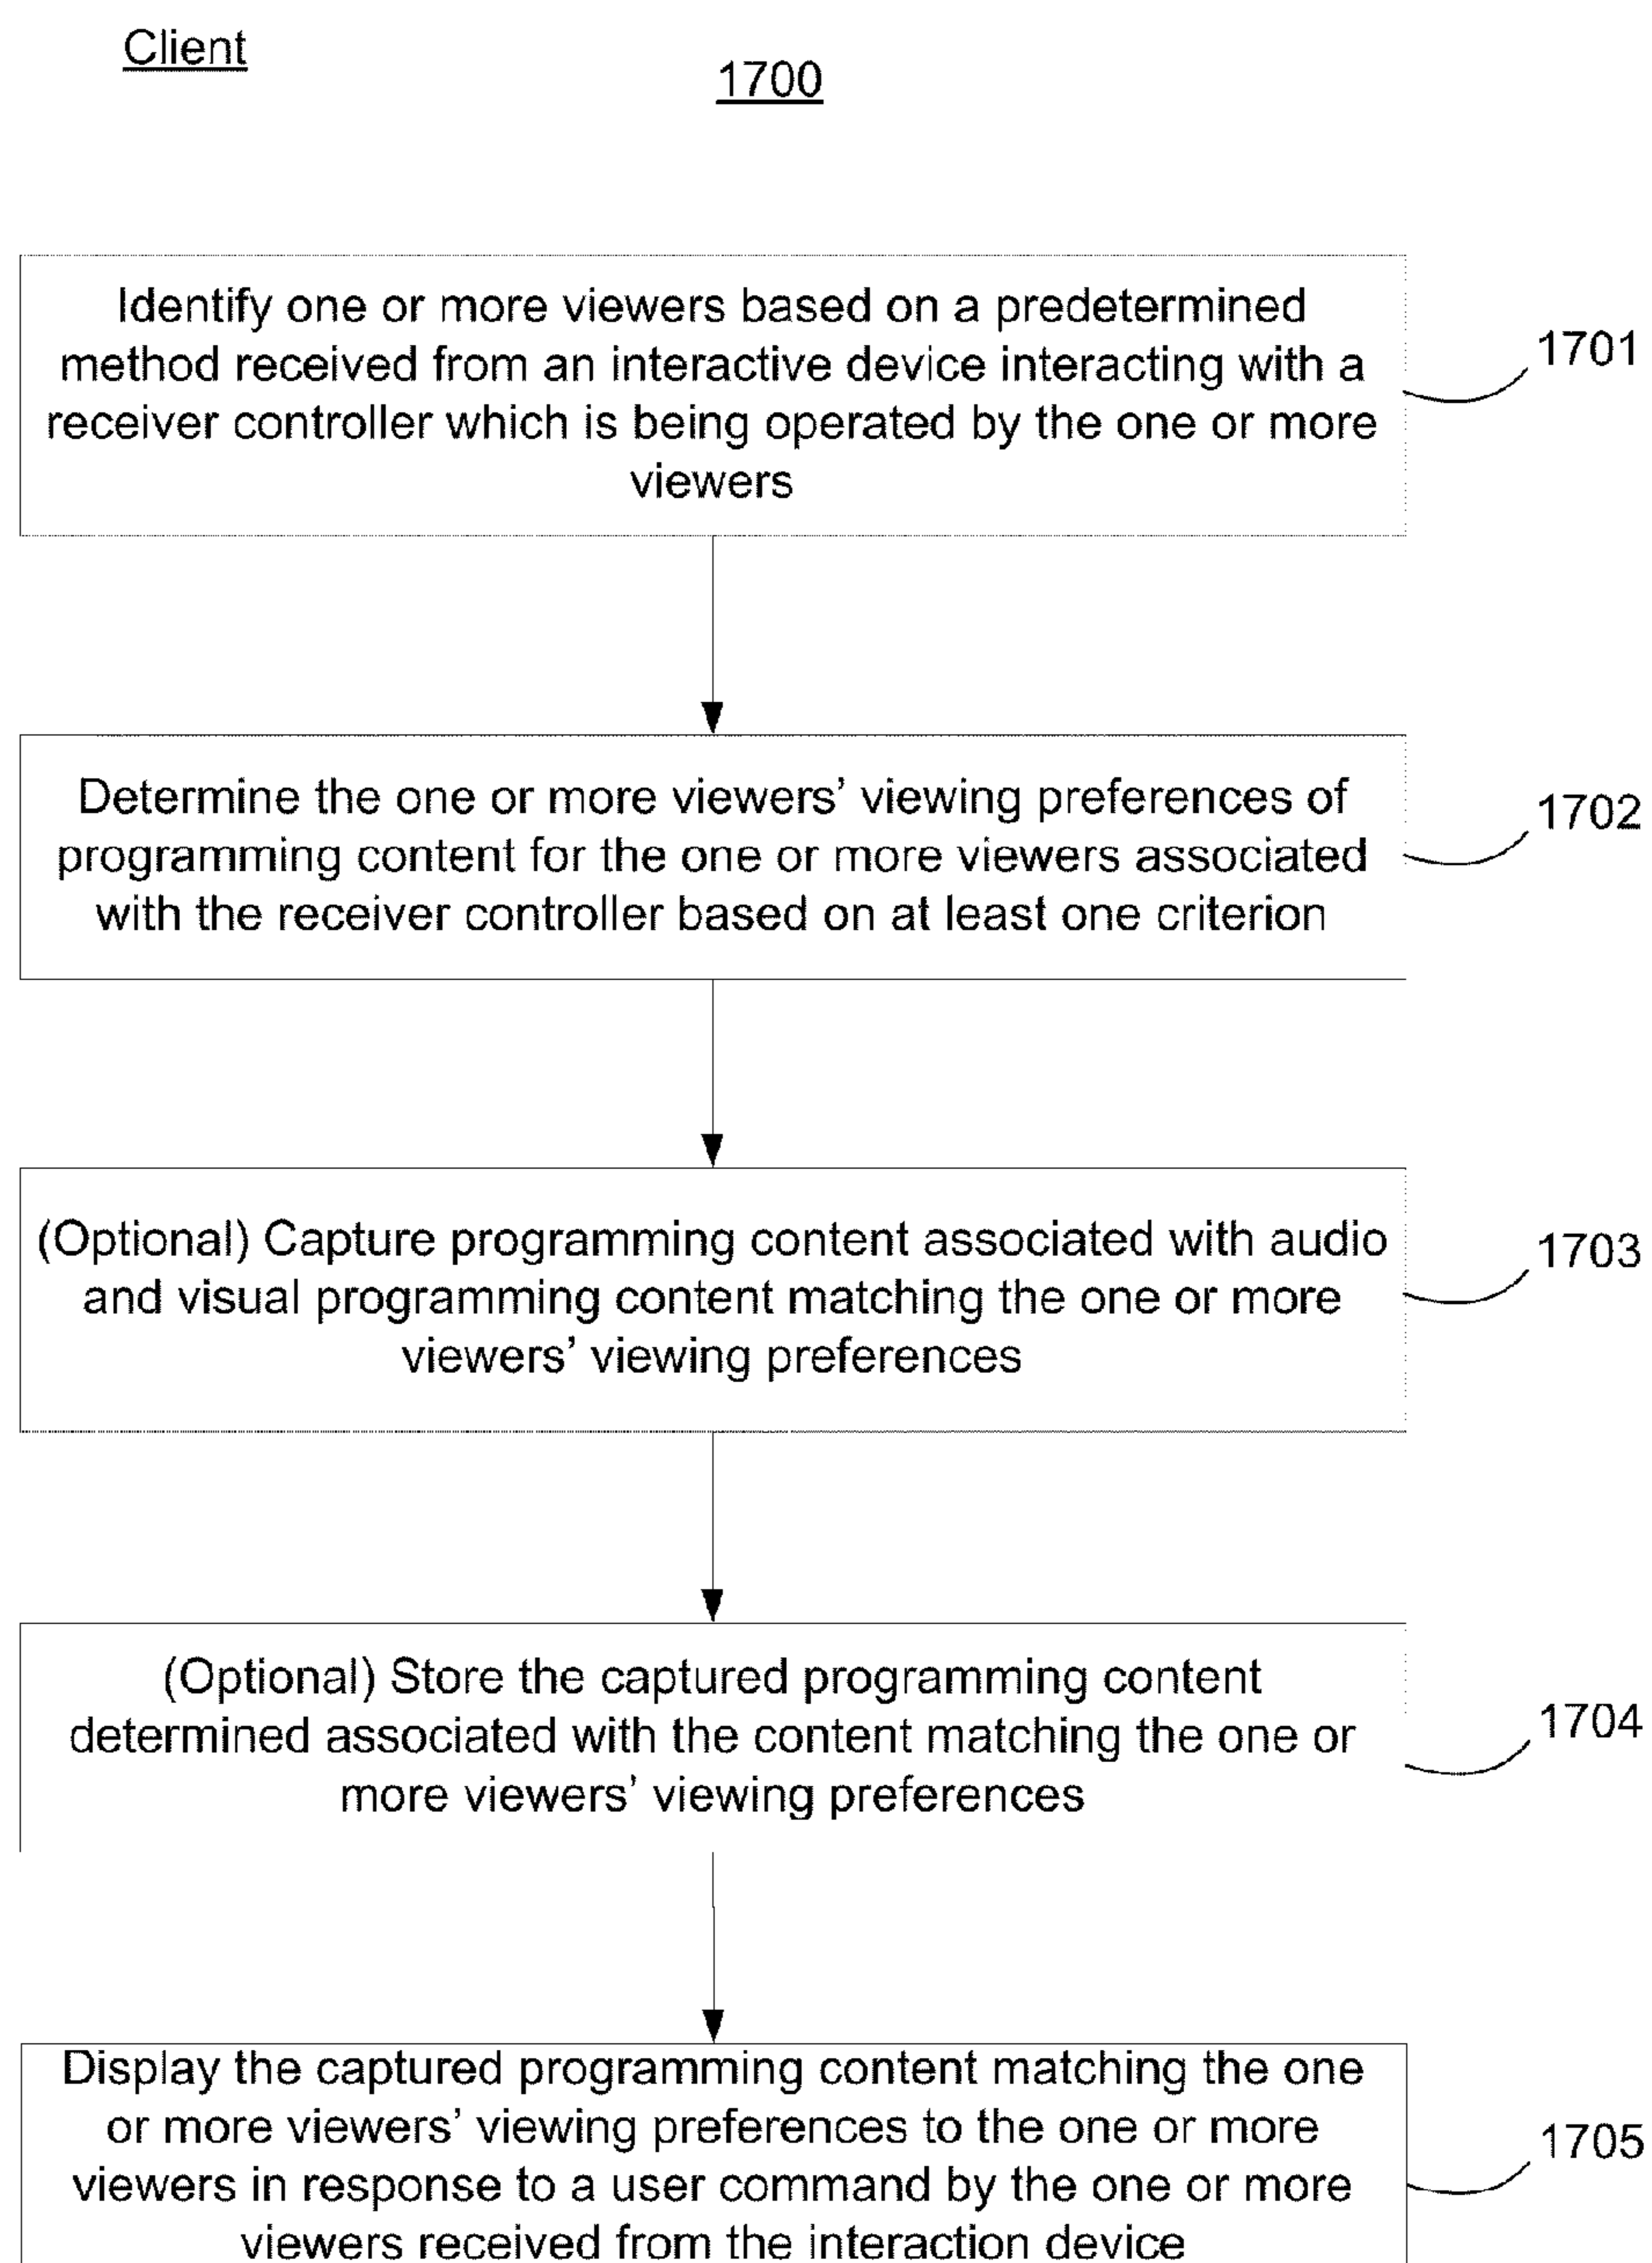 Client
1700
Identify one or more viewers based on a predetermined
method received from an interactive device interacting with a
receiver controller which is being operated by the one or more
viewers
1701
Determine the one or more viewers’ viewing preferences of
programming content for the one or more viewers associated
with the receiver controller based on at least one criterion
1702
(Optional) Capture programming content associated with audio
and visual programming content matching the one or more
viewers’ viewing preferences
1703
(Optional) Store the captured programming content
determined associated with the content matching the one or
more viewers’ viewing preferences
1704
Display the captured programming content matching the one
or more viewers’ viewing preferences to the one or more
viewers in response to a user command by the one or more
viewers received from the interaction device
1705